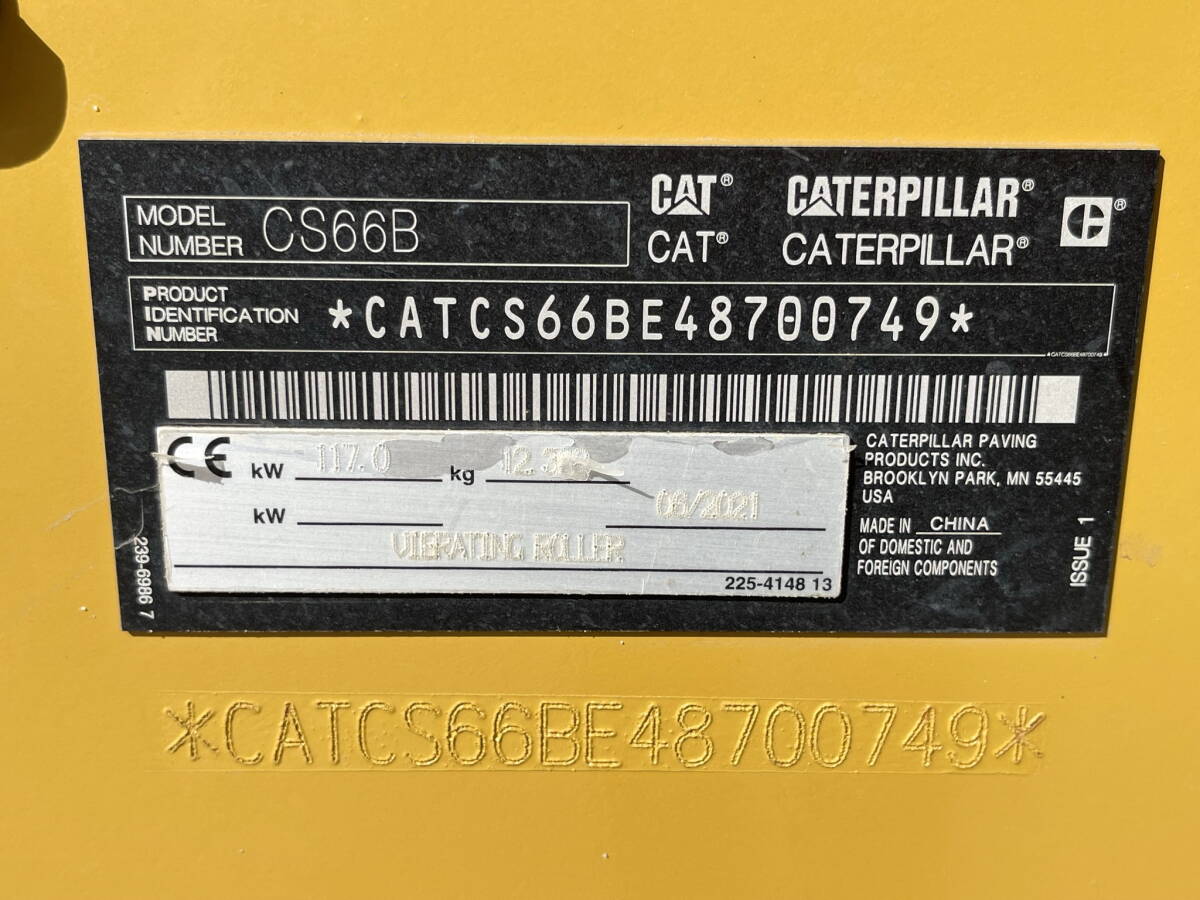 MODEL
NUMBER CS66B
CAT® CATERPILLAR®
CAT® CATERPILLAR®
CE®
PRODUCT
IDENTIFICATION
NUMBER
*CATCS66BE48700749*
*CATCS66BE48700749*
CE kW 117.0 kg
kW
06/2021
VIBRATING ROLLER
225-4148 13
239-6986 7
CATERPILLAR PAVING
PRODUCTS INC.
BROOKLYN PARK, MN 55445
USA
MADE IN CHINA
OF DOMESTIC AND
FOREIGN COMPONENTS
ISSUE 1
*CATCS66BE48700749*